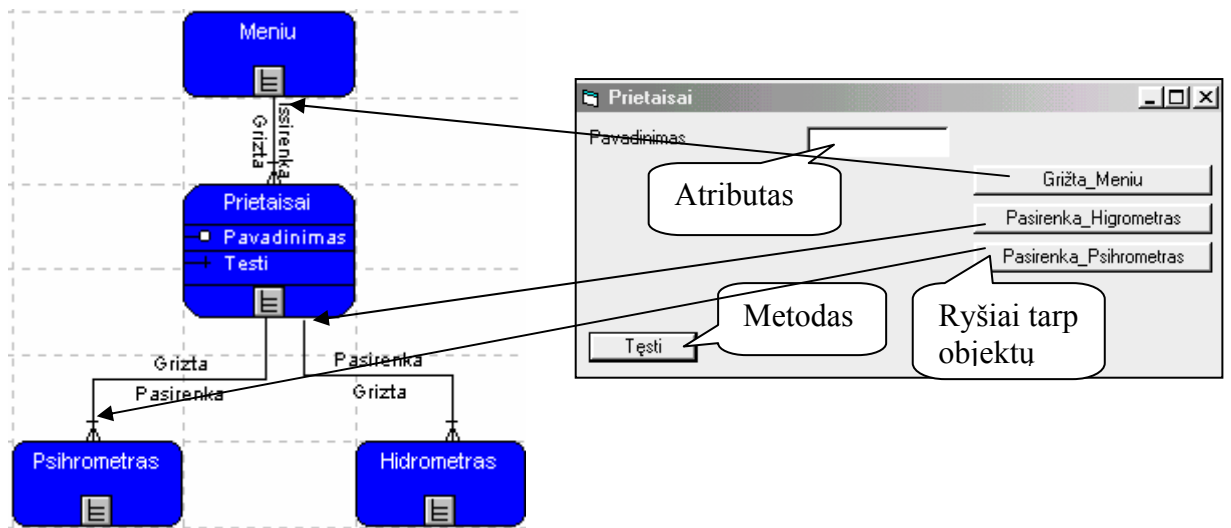 Meniu
Issirenka
Grizta
Prietaisai
Pavadinimas
Testi
Grizta
Pasirenka
Pasirenka
Grizta
Psihrometras
Hidrometras
Prietaisai
Pavadinimas
Atributas
Grižta_Meniu
Pasirenka_Higrometras
Pasirenka_Psihrometras
Metodas
Ryšiai tarp
objektų
Tęsti